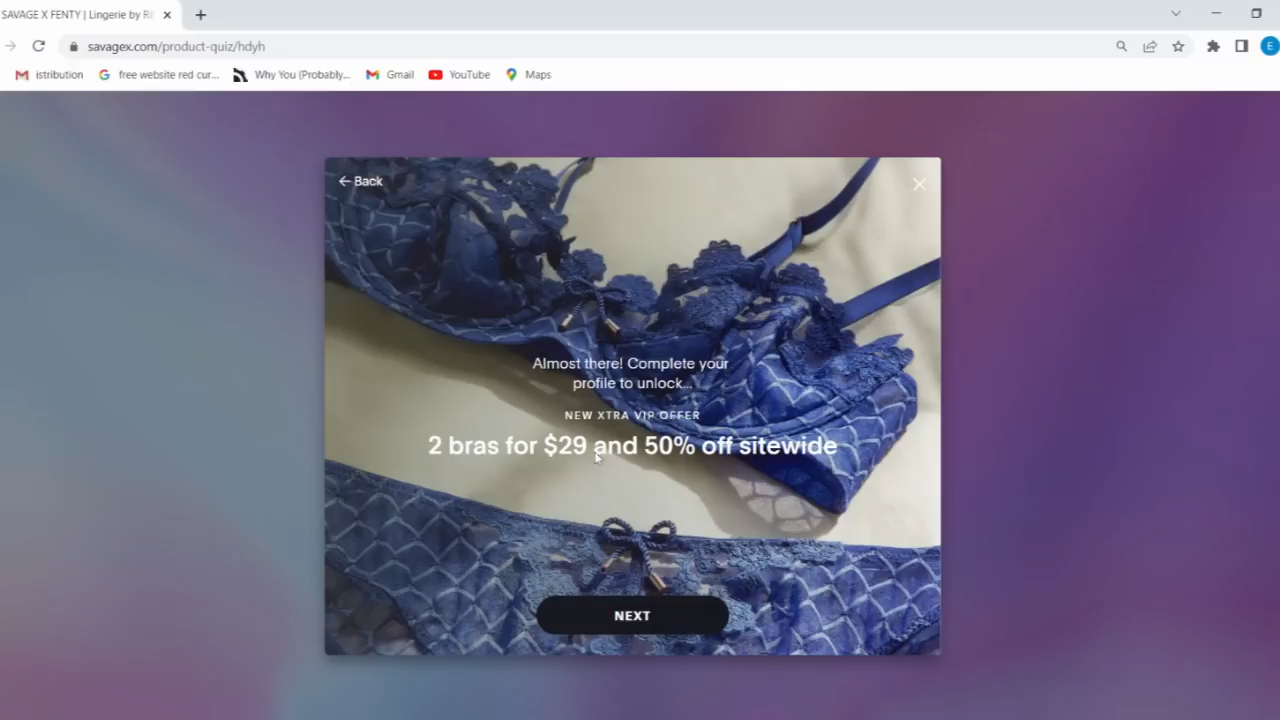 SAVAGE X FENTY | Lingerie by
savagex.com/product-quiz/hdyh
E
istribution
free website red cur...
Why You (Probably...
Gmail
YouTube
Maps
← Back
Almost there! Complete your
profile to unlock...
NEW XTRA VIP OFFER
2 bras for $29 and 50% off sitewide
NEXT